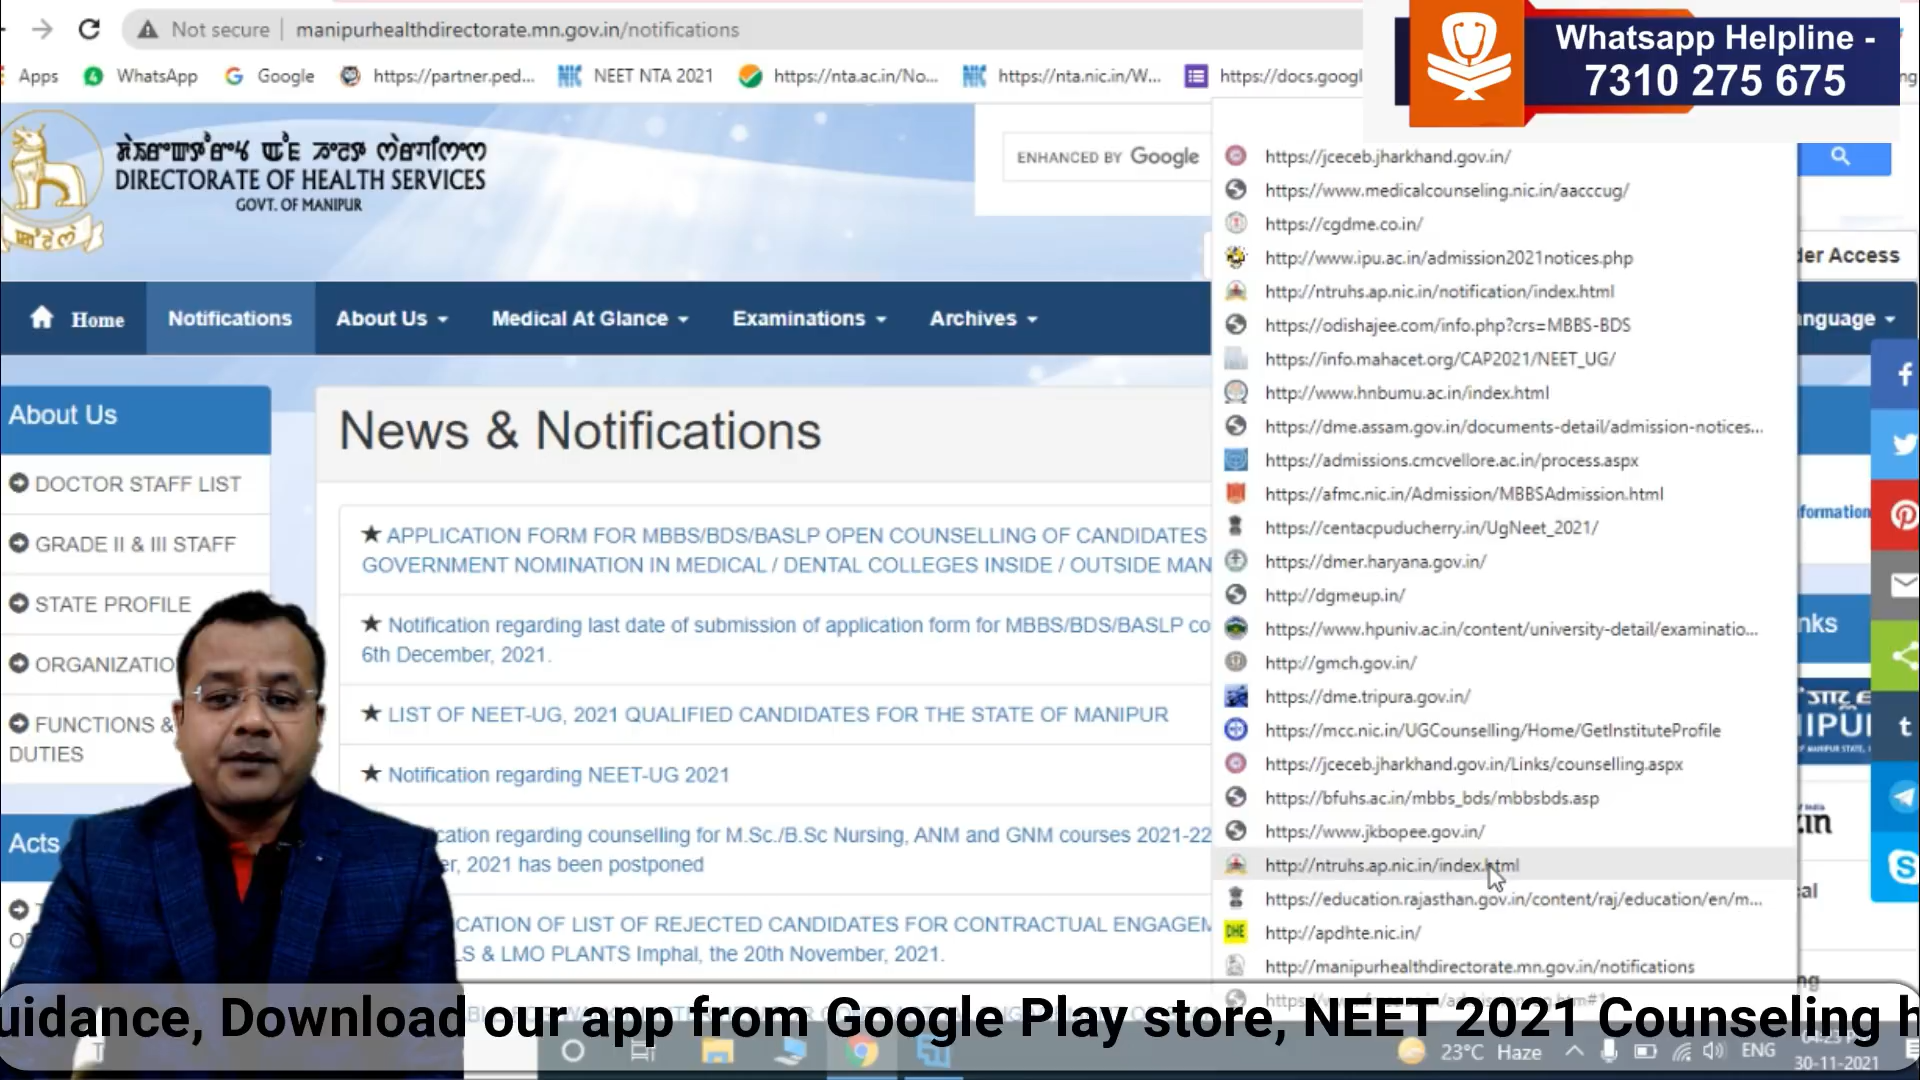 Not secure | manipurhealthdirectorate.mn.gov.in/notifications
Whatsapp Helpline -
7310 275 675
Apps WhatsApp Google https://partner.ped... NEET NTA 2021 https://nta.ac.in/No... https://nta.nic.in/W... https://docs.googl
DIRECTORATE OF HEALTH SERVICES
GOVT. OF MANIPUR
ENHANCED BY Google
der Access
Home Notifications About Us Medical At Glance Examinations Archives
nguage
https://jceceb.jharkhand.gov.in/
https://www.medicalcounseling.nic.in/aacccug/
https://cgdme.co.in/
http://www.ipu.ac.in/admission2021notices.php
http://ntruhs.ap.nic.in/notification/index.html
https://odishajee.com/info.php?crs=MBBS-BDS
https://info.mahacet.org/CAP2021/NEET_UG/
http://www.hnbumu.ac.in/index.html
https://dme.assam.gov.in/documents-detail/admission-notices...
https://admissions.cmcvellore.ac.in/process.aspx
https://afmc.nic.in/Admission/MBBSAdmission.html
https://centacpuducherry.in/UgNeet_2021/
https://dmer.haryana.gov.in/
http://dgmeup.in/
https://www.hpuniv.ac.in/content/university-detail/examinatio...
http://gmch.gov.in/
https://dme.tripura.gov.in/
https://mcc.nic.in/UGCounselling/Home/GetInstituteProfile
https://jceceb.jharkhand.gov.in/Links/counselling.aspx
https://bfuhs.ac.in/mbbs_bds/mbbsbds.asp
https://www.jkbopee.gov.in/
http://ntruhs.ap.nic.in/index.html
https://education.rajasthan.gov.in/content/raj/education/en/m...
http://apdhte.nic.in/
http://manipurhealthdirectorate.mn.gov.in/notifications
About Us
DOCTOR STAFF LIST
GRADE II & III STAFF
STATE PROFILE
ORGANIZATIO
FUNCTIONS &
DUTIES
Acts
News & Notifications
★ APPLICATION FORM FOR MBBS/BDS/BASLP OPEN COUNSELLING OF CANDIDATES
GOVERNMENT NOMINATION IN MEDICAL / DENTAL COLLEGES INSIDE / OUTSIDE MAN
★ Notification regarding last date of submission of application form for MBBS/BDS/BASLP co
6th December, 2021.
★ LIST OF NEET-UG, 2021 QUALIFIED CANDIDATES FOR THE STATE OF MANIPUR
★ Notification regarding NEET-UG 2021
cation regarding counselling for M.Sc./B.Sc Nursing, ANM and GNM courses 2021-22
er, 2021 has been postponed
ICATION OF LIST OF REJECTED CANDIDATES FOR CONTRACTUAL ENGAGEM
LS & LMO PLANTS Imphal, the 20th November, 2021.
formation
nks
uidance, Download our app from Google Play store, NEET 2021 Counseling h
23°C Haze ENG
30-11-2021